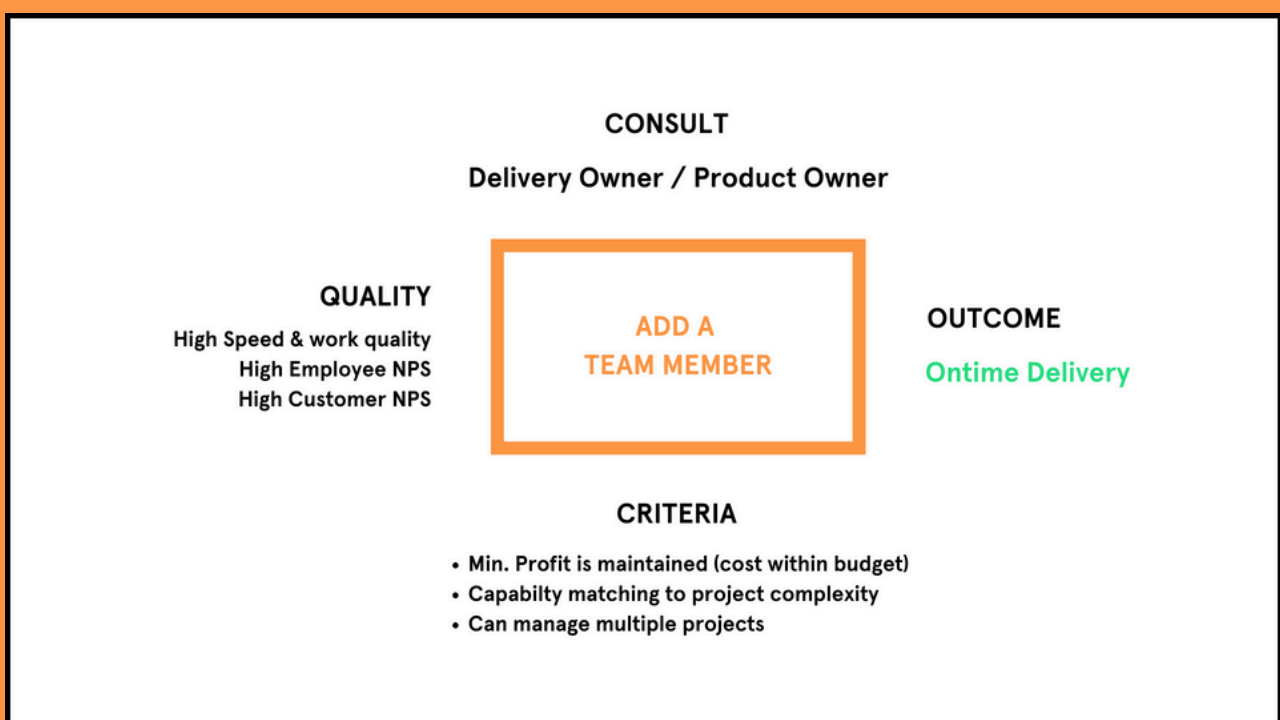 CONSULT
Delivery Owner / Product Owner
QUALITY
High Speed & work quality
High Employee NPS
High Customer NPS
ADD A
TEAM MEMBER
OUTCOME
Ontime Delivery
CRITERIA
• Min. Profit is maintained (cost within budget)
• Capabilty matching to project complexity
• Can manage multiple projects